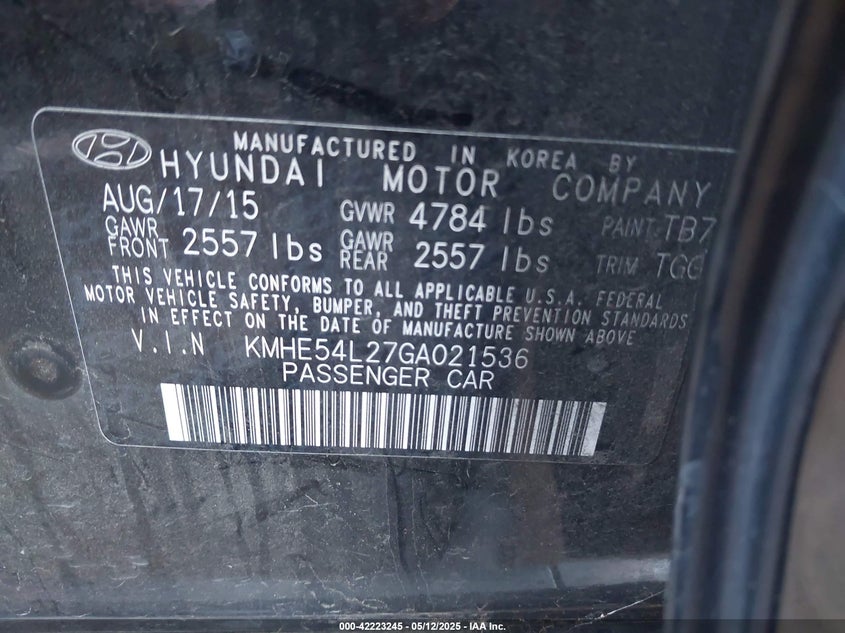 MANUFACTURED IN KOREA BY
HYUNDAI MOTOR COMPANY
AUG/17/15 GVWR 4784 lbs PAINT TB7
GAWR FRONT 2557 lbs GAWR REAR 2557 lbs TRIM
THIS VEHICLE CONFORMS TO ALL APPLICABLE U.S.A. FEDERAL
MOTOR VEHICLE SAFETY, BUMPER, AND THEFT PREVENTION STANDARDS
IN EFFECT ON THE DATE OF MANUFACTURE SHOWN ABOVE
V.I.N KMHE54L27GA021536
PASSENGER CAR
000-42223245 - 05/12/2025 - IAA Inc.